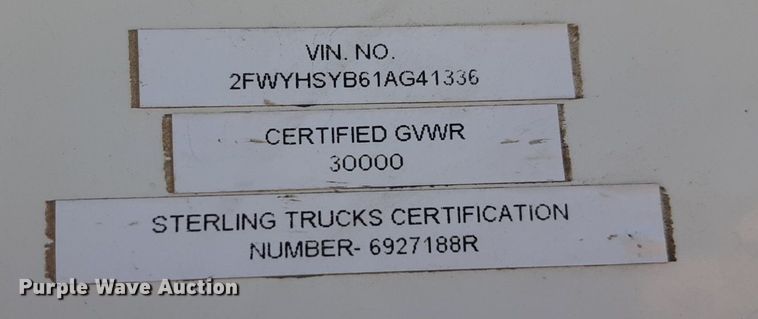 VIN. NO.
2FWYHSYB61AG41336
CERTIFIED GVWR
30000
STERLING TRUCKS CERTIFICATION
NUMBER- 6927188R
Purple Wave Auction